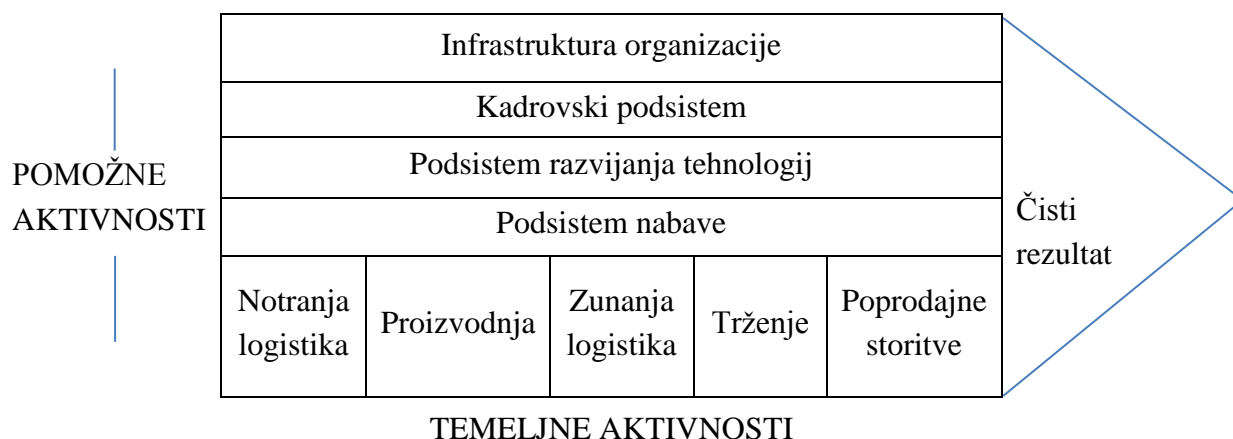 Infrastruktura organizacije
Kadrovski podsistem
Podsistem razvijanja tehnologij
Podsistem nabave
POMOŽNE
AKTIVNOSTI
Notranja
logistika
Proizvodnja
Zunanja
logistika
Trženje
Poprodajne
storitve
Čisti
rezultat
TEMELJNE AKTIVNOSTI